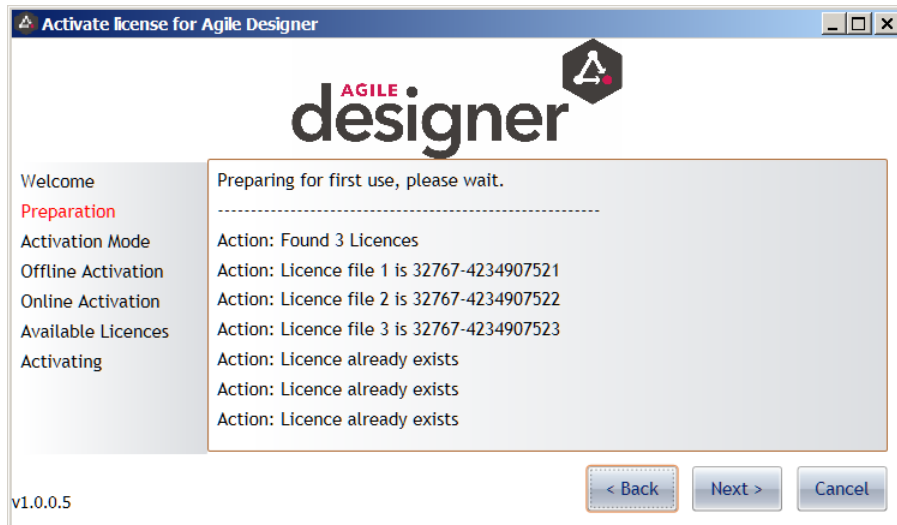 Activate license for Agile Designer
AGILE
designer
Welcome
Preparation
Activation Mode
Offline Activation
Online Activation
Available Licences
Activating
Preparing for first use, please wait.
----------------------------------------------------------
Action: Found 3 Licences
Action: Licence file 1 is 32767-4234907521
Action: Licence file 2 is 32767-4234907522
Action: Licence file 3 is 32767-4234907523
Action: Licence already exists
Action: Licence already exists
Action: Licence already exists
v1.0.0.5
< Back
Next >
Cancel